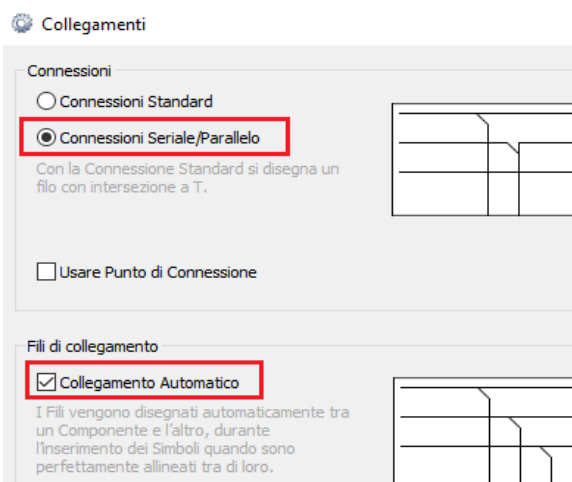 Collegamenti
Connessioni
Connessioni Standard
Connessioni Seriale/Parallelo
Con la Connessione Standard si disegna un
filo con intersezione a T.
Usare Punto di Connessione
Fili di collegamento
Collegamento Automatico
I Fili vengono disegnati automaticamente tra
un Componente e l'altro, durante
l'inserimento dei Simboli quando sono
perfettamente allineati tra di loro.